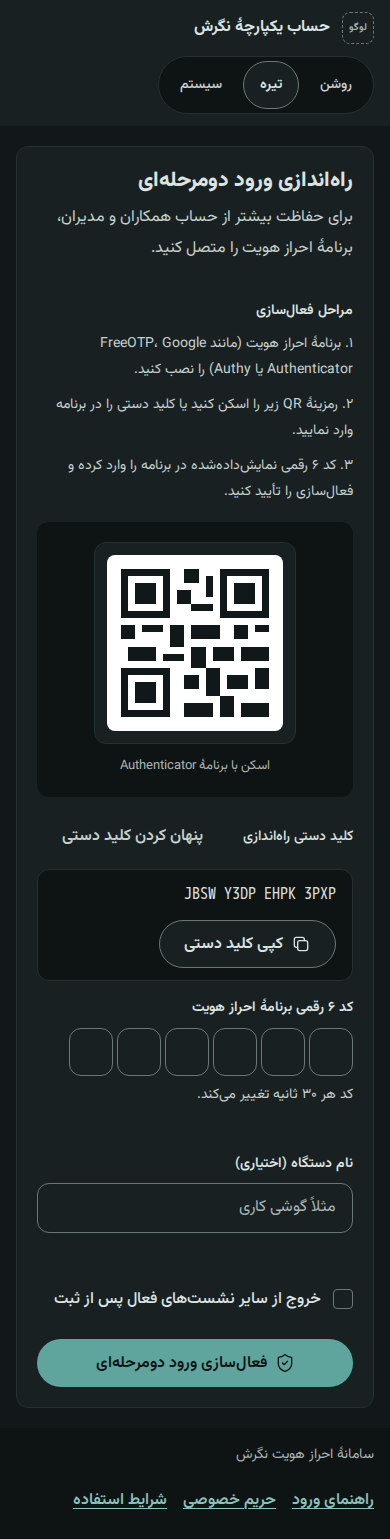 لوگو
حساب یکپارچهٔ نگرش
روشن
تیره
سیستم
راه‌اندازی ورود دومرحله‌ای
برای حفاظت بیشتر از حساب همکاران و مدیران،
برنامهٔ احراز هویت را متصل کنید.
مراحل فعال‌سازی
۱. برنامهٔ احراز هویت (مانند FreeOTP، Google
Authenticator یا Authy) را نصب کنید.
۲. رمزینهٔ QR زیر را اسکن کنید یا کلید دستی را در برنامه
وارد نمایید.
۳. کد ۶ رقمی نمایش‌داده‌شده در برنامه را وارد کرده و
فعال‌سازی را تأیید کنید.
اسکن با برنامهٔ Authenticator
کلید دستی راه‌اندازی
پنهان کردن کلید دستی
JBSW Y3DP EHPK 3PXP
کپی کلید دستی
کد ۶ رقمی برنامهٔ احراز هویت
کد هر ۳۰ ثانیه تغییر می‌کند.
نام دستگاه (اختیاری)
مثلاً گوشی کاری
خروج از سایر نشست‌های فعال پس از ثبت
فعال‌سازی ورود دومرحله‌ای
سامانهٔ احراز هویت نگرش
راهنمای ورود
حریم خصوصی
شرایط استفاده